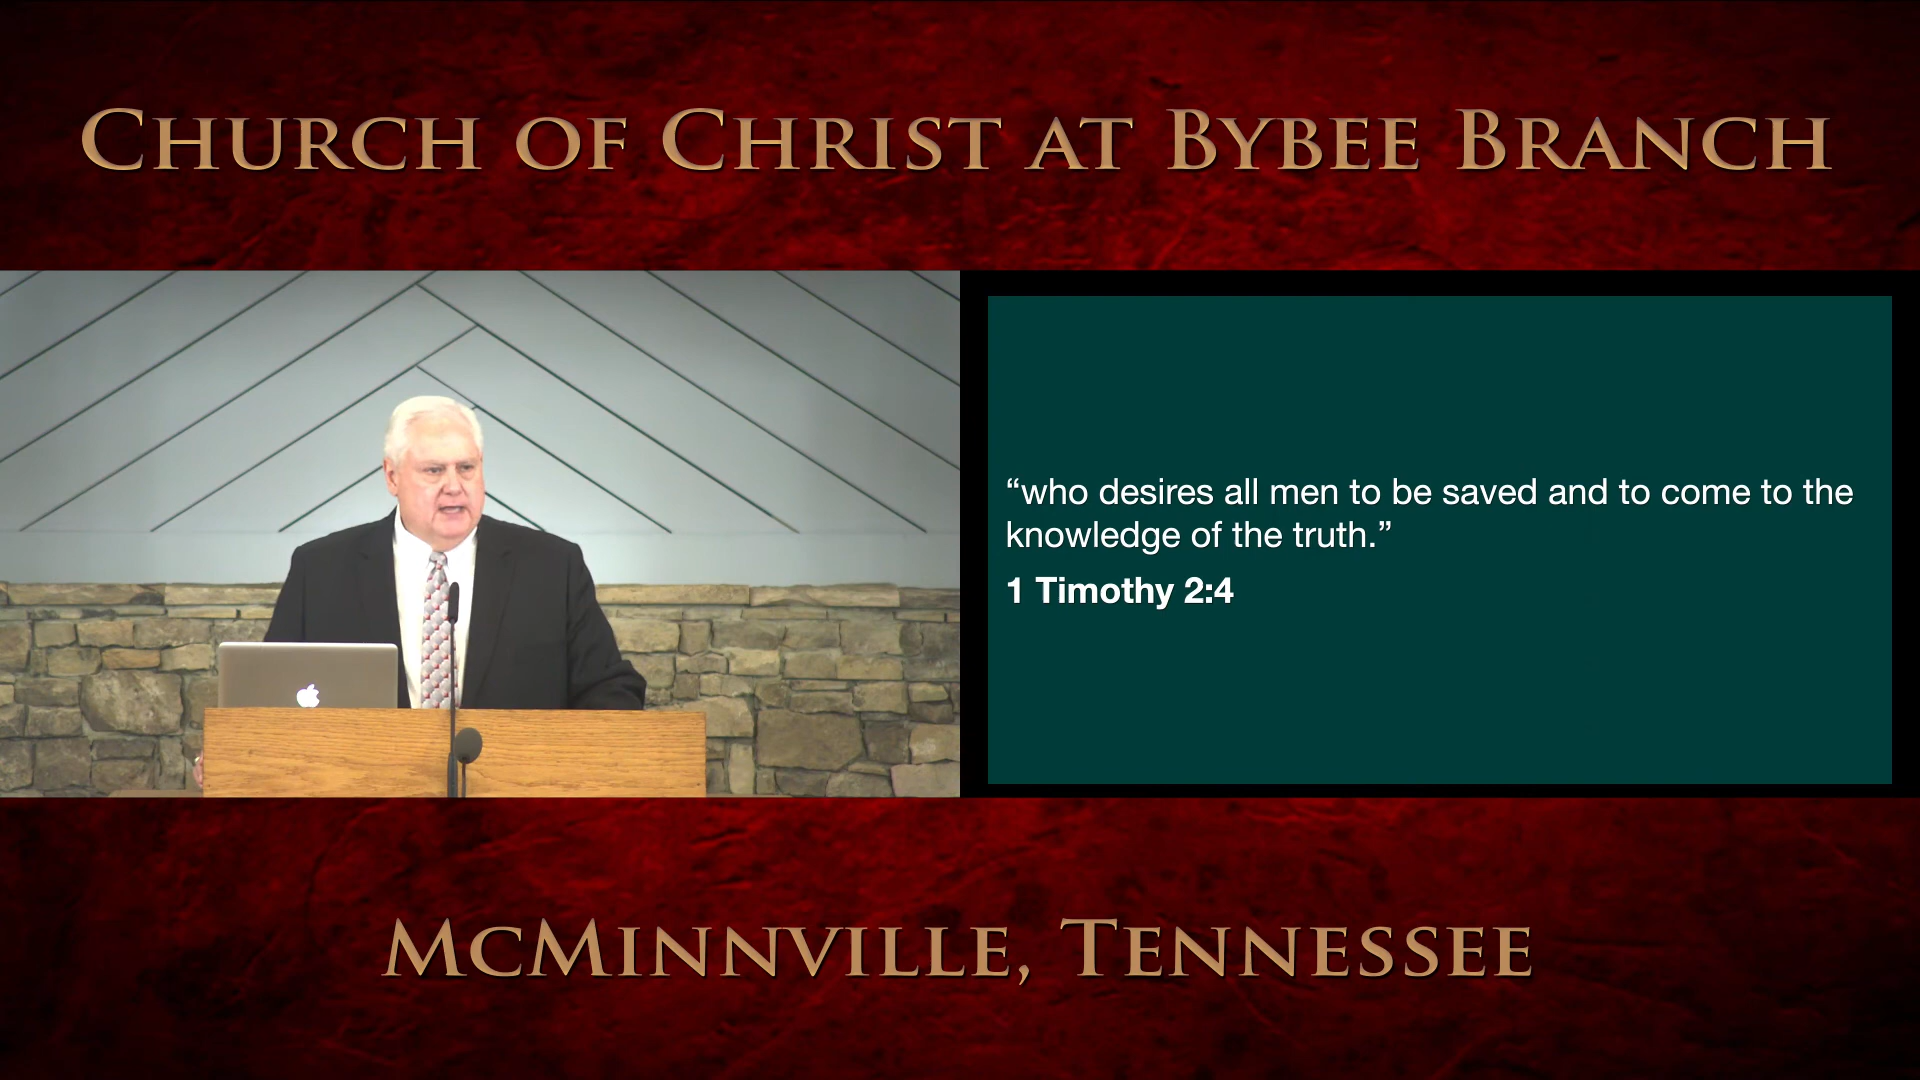 Church of Christ at Bybee Branch
“who desires all men to be saved and to come to the
knowledge of the truth.”
1 Timothy 2:4
McMinnville, Tennessee